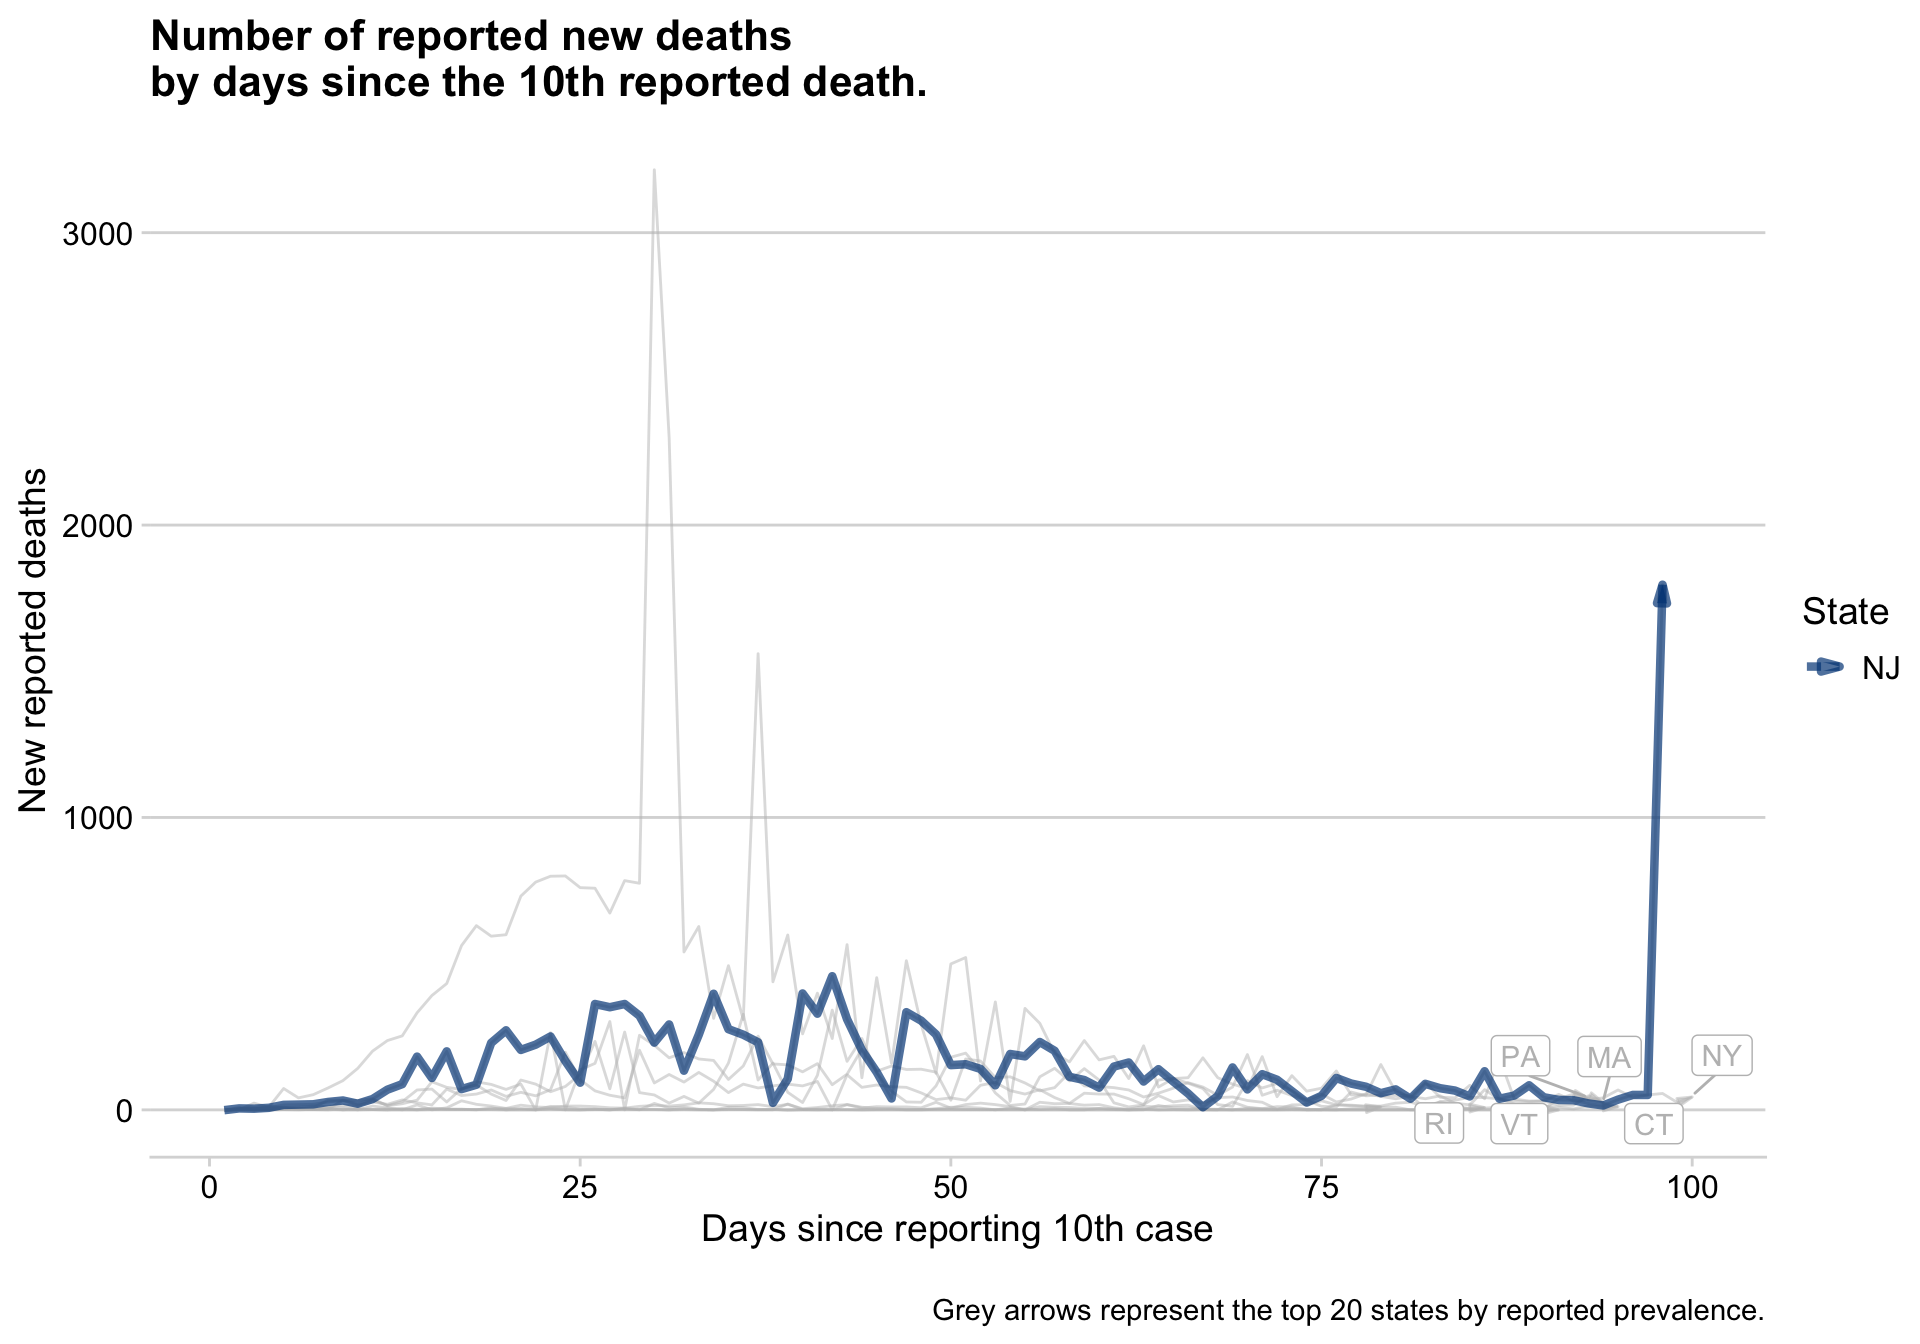 Number of reported new deaths
by days since the 10th reported death.
New reported deaths
3000
2000
1000
0
0 25 50 75 100
Days since reporting 10th case
PA MA NY
RI VT CT
State
NJ
Grey arrows represent the top 20 states by reported prevalence.